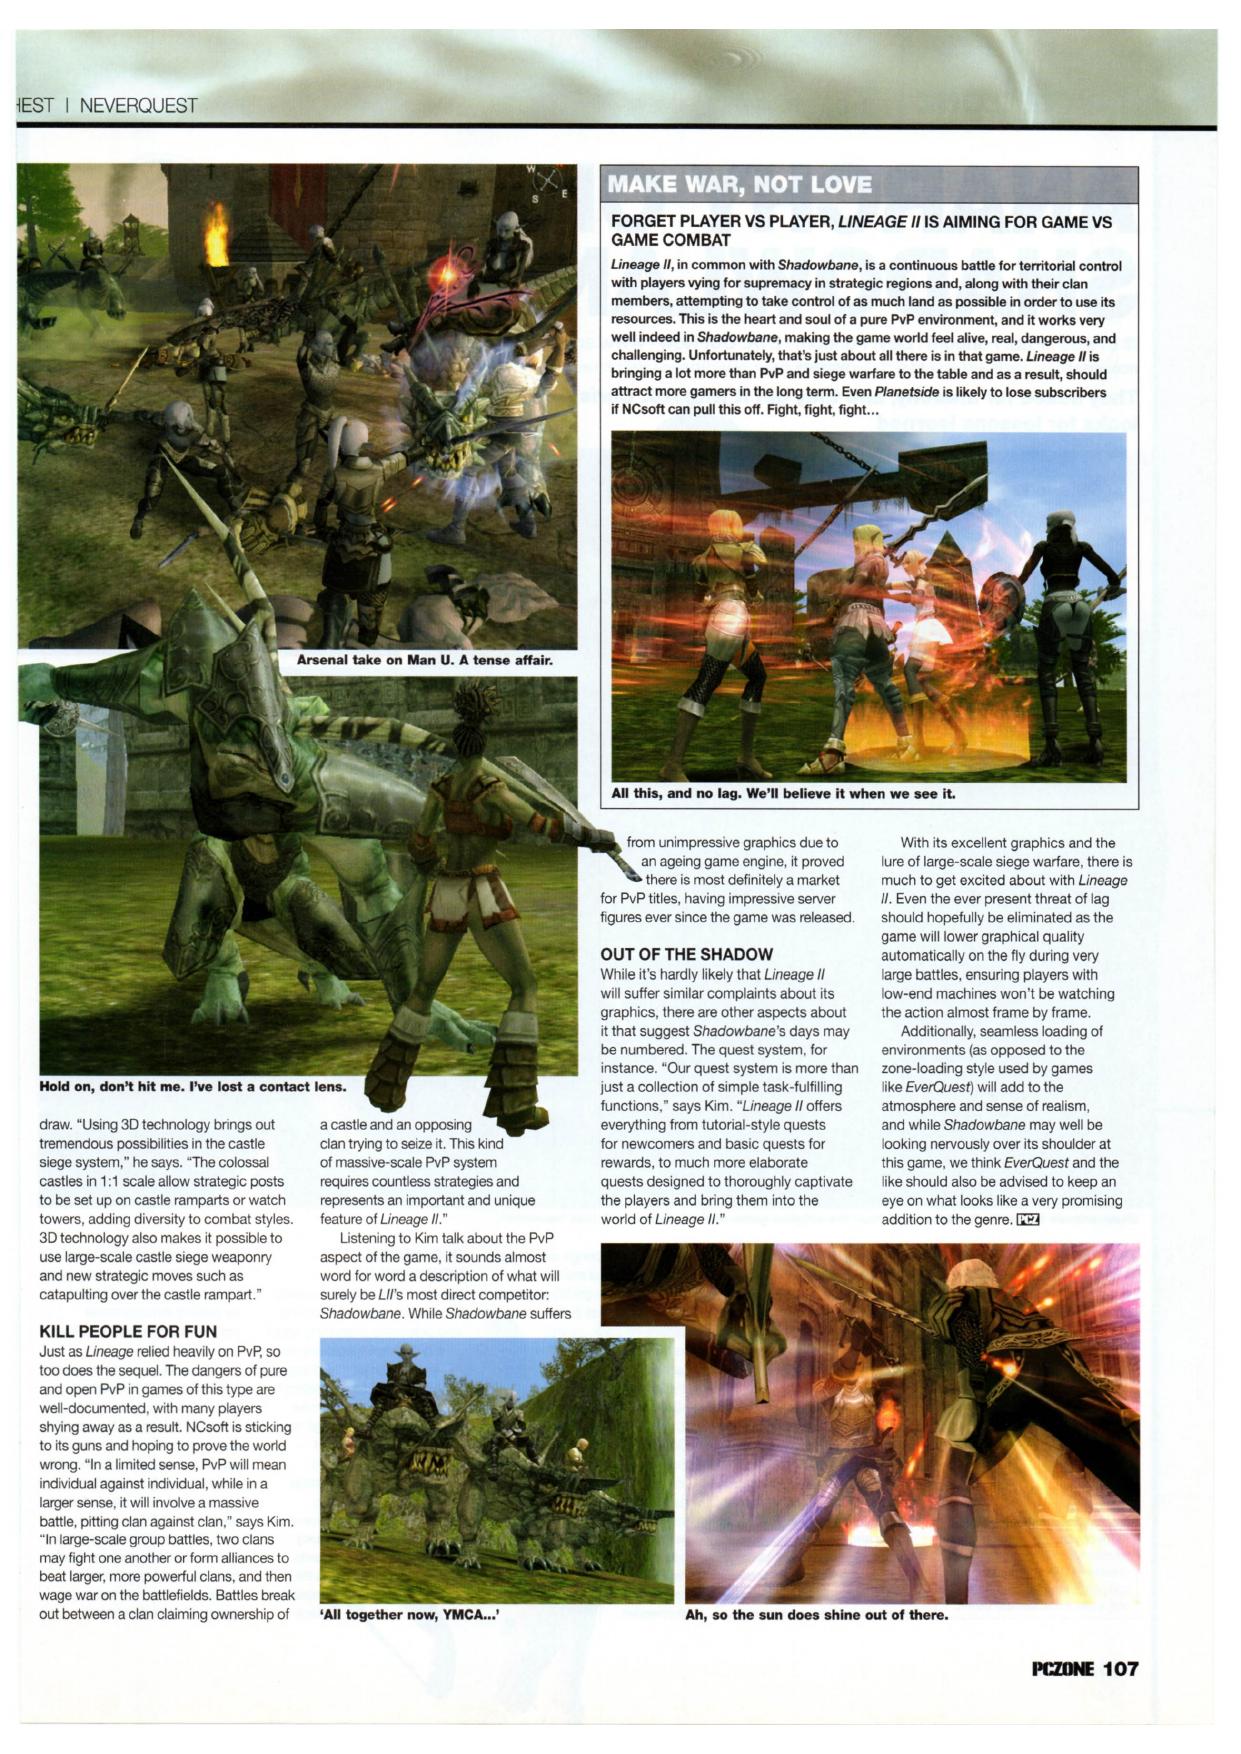 HEST | NEVERQUEST
W
S
E
Arsenal take on Man U. A tense affair.
Hold on, don't hit me. I've lost a contact lens.
draw. “Using 3D technology brings out
tremendous possibilities in the castle
siege system,” he says. “The colossal
castles in 1:1 scale allow strategic posts
to be set up on castle ramparts or watch
towers, adding diversity to combat styles.
3D technology also makes it possible to
use large-scale castle siege weaponry
and new strategic moves such as
catapulting over the castle rampart.”
KILL PEOPLE FOR FUN
Just as Lineage relied heavily on PvP, so
too does the sequel. The dangers of pure
and open PvP in games of this type are
well-documented, with many players
shying away as a result. NCsoft is sticking
to its guns and hoping to prove the world
wrong. “In a limited sense, PvP will mean
individual against individual, while in a
larger sense, it will involve a massive
battle, pitting clan against clan,” says Kim.
“In large-scale group battles, two clans
may fight one another or form alliances to
beat larger, more powerful clans, and then
wage war on the battlefields. Battles break
out between a clan claiming ownership of
a castle and an opposing
clan trying to seize it. This kind
of massive-scale PvP system
requires countless strategies and
represents an important and unique
feature of Lineage II.”
Listening to Kim talk about the PvP
aspect of the game, it sounds almost
word for word a description of what will
surely be LII's most direct competitor:
Shadowbane. While Shadowbane suffers
'All together now, YMCA...'
MAKE WAR, NOT LOVE
FORGET PLAYER VS PLAYER, LINEAGE II IS AIMING FOR GAME VS
GAME COMBAT
Lineage II, in common with Shadowbane, is a continuous battle for territorial control
with players vying for supremacy in strategic regions and, along with their clan
members, attempting to take control of as much land as possible in order to use its
resources. This is the heart and soul of a pure PvP environment, and it works very
well indeed in Shadowbane, making the game world feel alive, real, dangerous, and
challenging. Unfortunately, that's just about all there is in that game. Lineage II is
bringing a lot more than PvP and siege warfare to the table and as a result, should
attract more gamers in the long term. Even Planetside is likely to lose subscribers
if NCsoft can pull this off. Fight, fight, fight...
All this, and no lag. We'll believe it when we see it.
from unimpressive graphics due to
an ageing game engine, it proved
there is most definitely a market
for PvP titles, having impressive server
figures ever since the game was released.
OUT OF THE SHADOW
While it's hardly likely that Lineage II
will suffer similar complaints about its
graphics, there are other aspects about
it that suggest Shadowbane's days may
be numbered. The quest system, for
instance. “Our quest system is more than
just a collection of simple task-fulfilling
functions,” says Kim. “Lineage II offers
everything from tutorial-style quests
for newcomers and basic quests for
rewards, to much more elaborate
quests designed to thoroughly captivate
the players and bring them into the
world of Lineage II.”
With its excellent graphics and the
lure of large-scale siege warfare, there is
much to get excited about with Lineage
II. Even the ever present threat of lag
should hopefully be eliminated as the
game will lower graphical quality
automatically on the fly during very
large battles, ensuring players with
low-end machines won't be watching
the action almost frame by frame.
Additionally, seamless loading of
environments (as opposed to the
zone-loading style used by games
like EverQuest) will add to the
atmosphere and sense of realism,
and while Shadowbane may well be
looking nervously over its shoulder at
this game, we think EverQuest and the
like should also be advised to keep an
eye on what looks like a very promising
addition to the genre. PCZ
Ah, so the sun does shine out of there.
PCZONE 107